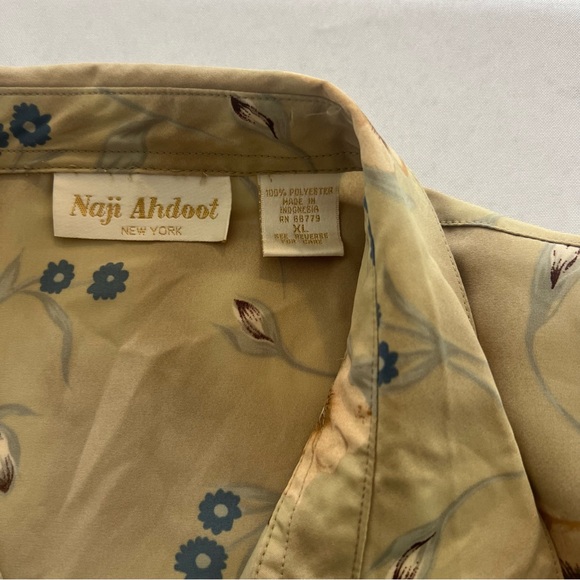 Naji Ahdoot
NEW YORK
100% POLYESTER
MADE IN
INDONESIA
RN 88779
XL
SEE REVERSE
FOR CARE